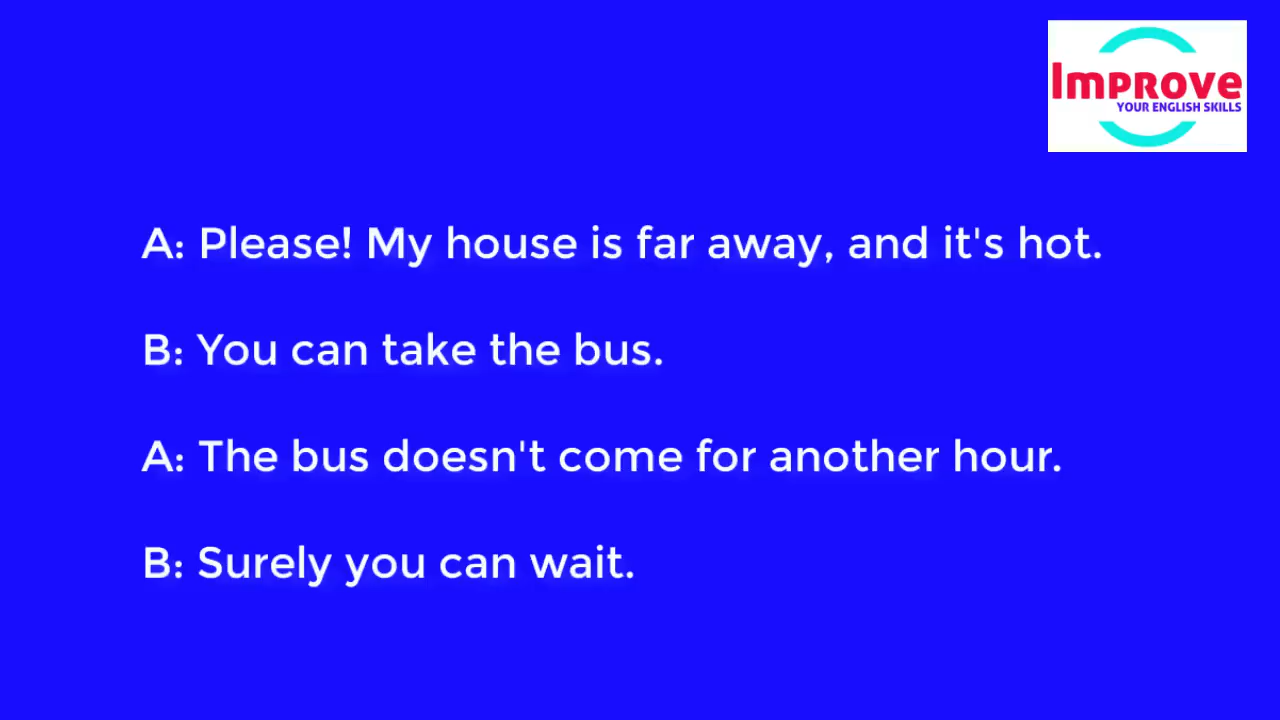 Improve
YOUR ENGLISH SKILLS
A: Please! My house is far away, and it's hot.
B: You can take the bus.
A: The bus doesn't come for another hour.
B: Surely you can wait.